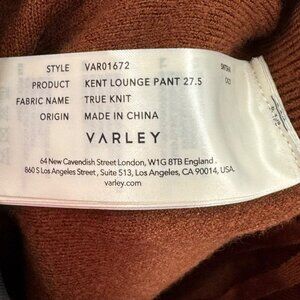 STYLE VAR01672
PRODUCT KENT LOUNGE PANT 27.5
FABRIC NAME TRUE KNIT
ORIGIN MADE IN CHINA
VARLEY
64 New Cavendish Street London, W1G 8TB England.
860 S Los Angeles Street, Suite 513, Los Angeles, CA 90014, USA.
varley.com